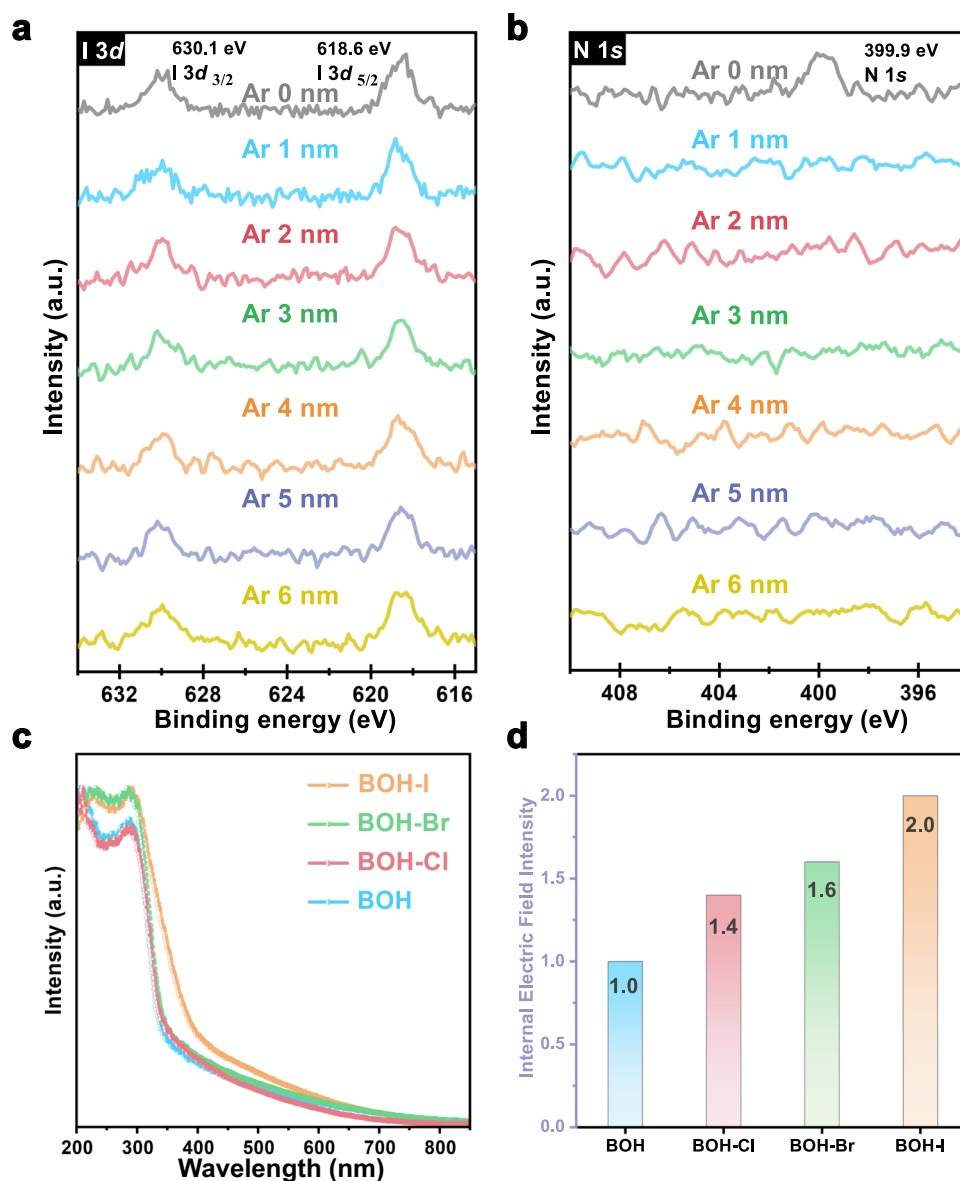 a
I 3d
630.1 eV
I 3d 3/2
618.6 eV
I 3d 5/2
Ar 0 nm
Ar 1 nm
Ar 2 nm
Ar 3 nm
Ar 4 nm
Ar 5 nm
Ar 6 nm
Intensity (a.u.)
632 628 624 620 616
Binding energy (eV)
b
N 1s
399.9 eV
N 1s
Ar 0 nm
Ar 1 nm
Ar 2 nm
Ar 3 nm
Ar 4 nm
Ar 5 nm
Ar 6 nm
Intensity (a.u.)
408 404 400 396
Binding energy (eV)
c
BOH-I
BOH-Br
BOH-Cl
BOH
Intensity (a.u.)
200 300 400 500 600 700 800
Wavelength (nm)
d
Internal Electric Field Intensity
2.0
1.5
1.0
0.5
0.0
1.0
1.4
1.6
2.0
BOH BOH-Cl BOH-Br BOH-I